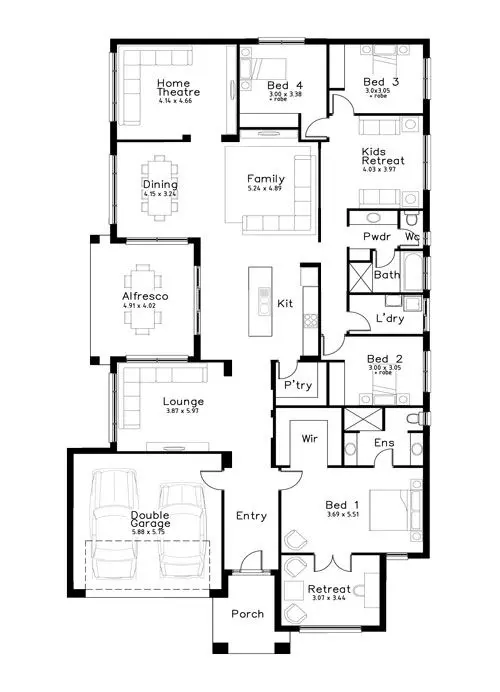 Home
Theatre
4.14 x 4.66
Bed 4
3.00 x 3.38
+ robe
Bed 3
3.0x3.05
+ robe
Kids
Retreat
4.03 x 3.97
Dining
4.15 x 3.24
Family
5.24 x 4.89
Pwdr
Wc
Bath
Alfresco
4.91 x 4.02
Kit
L'dry
Bed 2
3.00 x 3.05
+ robe
P'try
Lounge
3.87 x 5.97
Wir
Ens
Double
Garage
5.88 x 5.75
Entry
Bed 1
3.69 x 5.51
Retreat
3.07 x 3.44
Porch